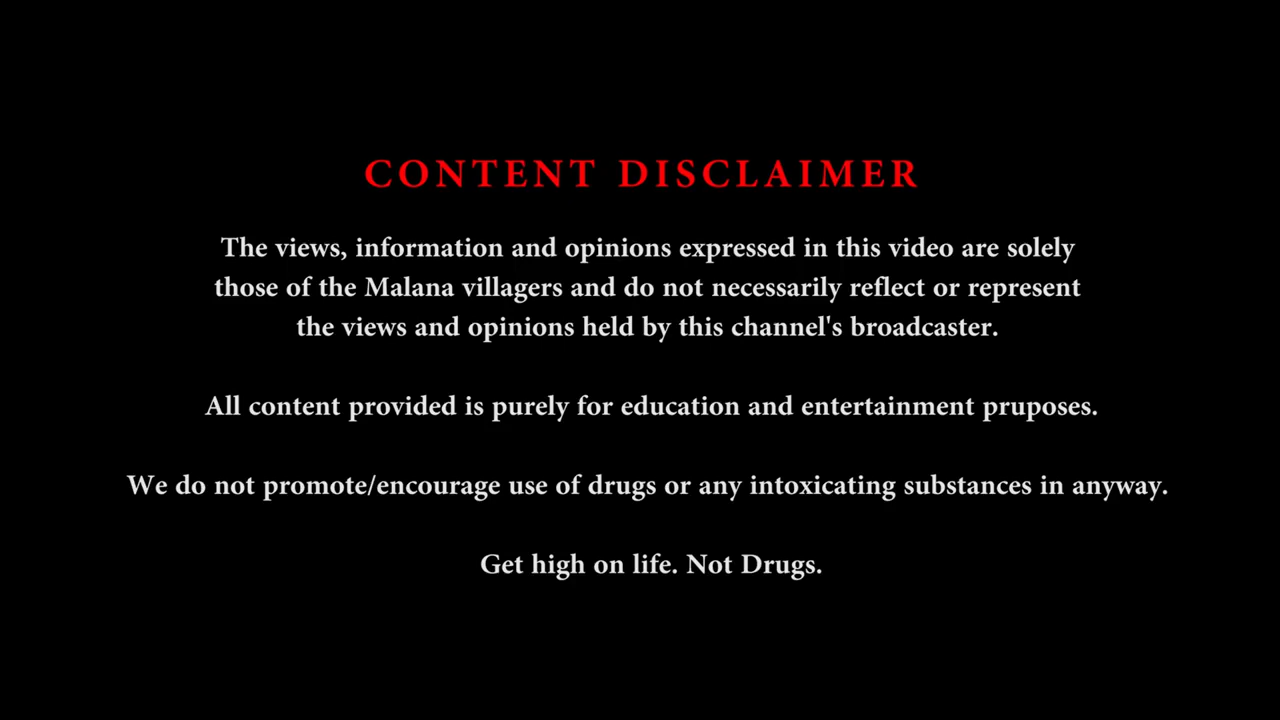 CONTENT DISCLAIMER
The views, information and opinions expressed in this video are solely
those of the Malana villagers and do not necessarily reflect or represent
the views and opinions held by this channel's broadcaster.
All content provided is purely for education and entertainment pruposes.
We do not promote/encourage use of drugs or any intoxicating substances in anyway.
Get high on life. Not Drugs.